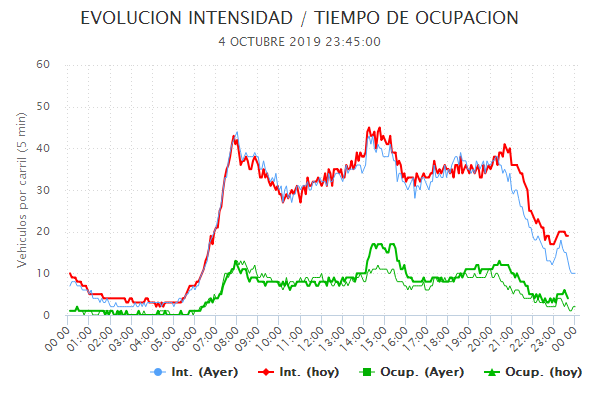 EVOLUCION INTENSIDAD / TIEMPO DE OCUPACION
4 OCTUBRE 2019 23:45:00
Vehiculos por carril (5 min)
60
50
40
30
20
10
0
00:00 01:00 02:00 03:00 04:00 05:00 06:00 07:00 08:00 09:00 10:00 11:00 12:00 13:00 14:00 15:00 16:00 17:00 18:00 19:00 20:00 21:00 22:00 23:00 00:00
Int. (Ayer) Int. (hoy) Ocup. (Ayer) Ocup. (hoy)